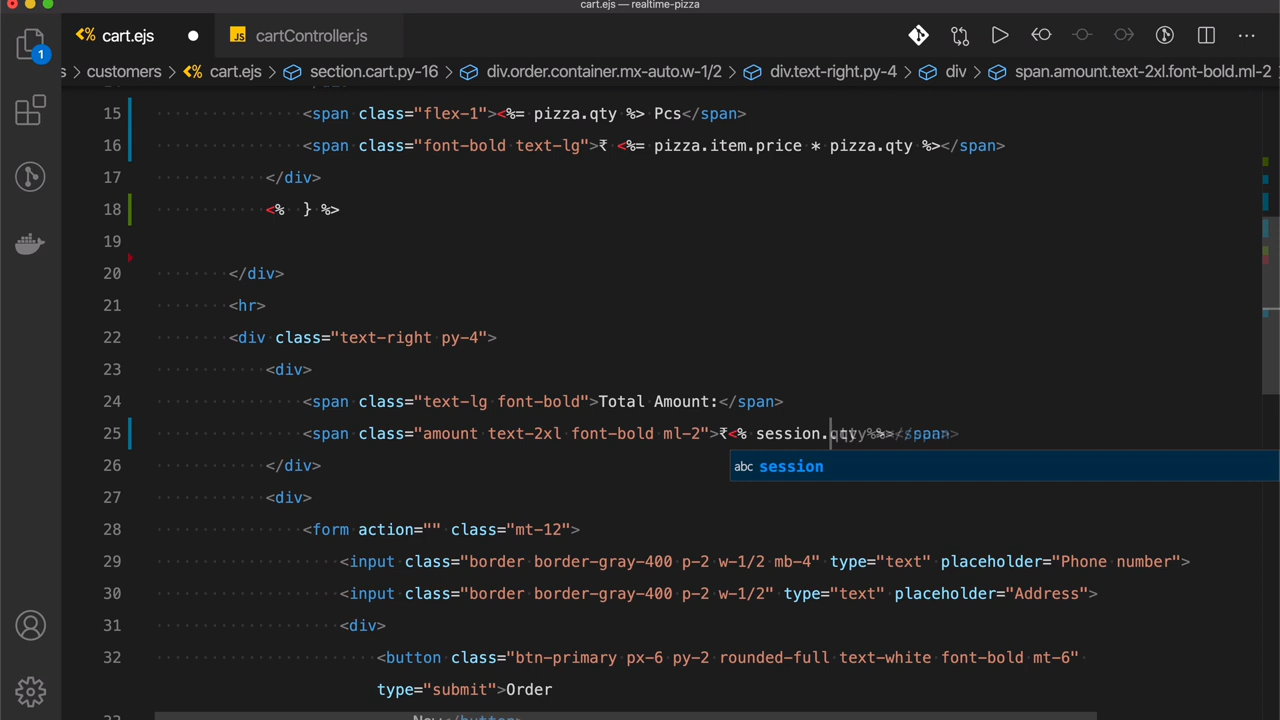 cart.ejs — realtime-pizza
cart.ejs JS cartController.js
1
s > customers > cart.ejs > section.cart.py-16 > div.order.container.mx-auto.w-1/2 > div.text-right.py-4 > div > span.amount.text-2xl.font-bold.ml-2
15 <span class="flex-1"><%= pizza.qty %> Pcs</span>
16 <span class="font-bold text-lg">₹ <%= pizza.item.price * pizza.qty %></span>
17 </div>
18 <% } %>
19
20 </div>
21 <hr>
22 <div class="text-right py-4">
23 <div>
24 <span class="text-lg font-bold">Total Amount:</span>
25 <span class="amount text-2xl font-bold ml-2">₹<% session.
abc session
26 </div>
27 <div>
28 <form action="" class="mt-12">
29 <input class="border border-gray-400 p-2 w-1/2 mb-4" type="text" placeholder="Phone number">
30 <input class="border border-gray-400 p-2 w-1/2" type="text" placeholder="Address">
31 <div>
32 <button class="btn-primary px-6 py-2 rounded-full text-white font-bold mt-6"
type="submit">Order
Now</button>